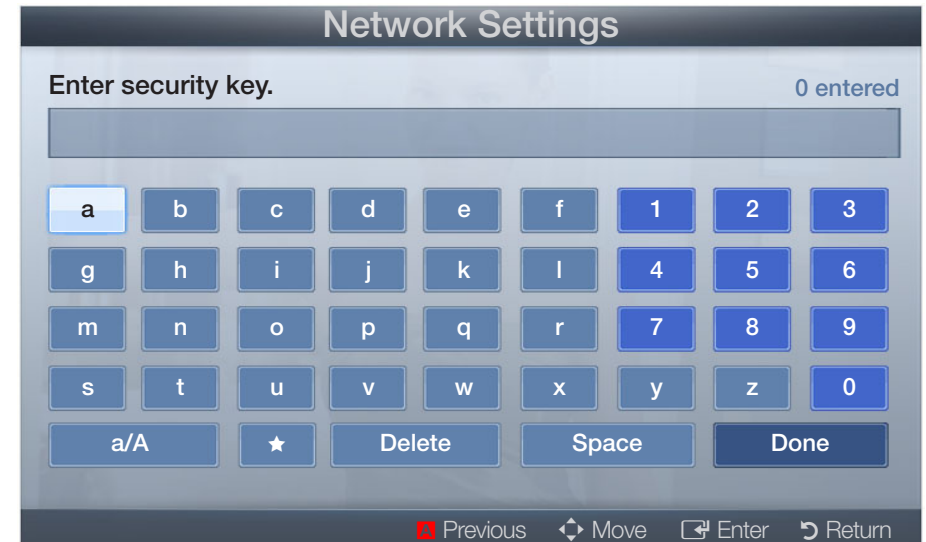 Network Settings
Enter security key.
0 entered
a b c d e f 1 2 3
g h i j k l 4 5 6
m n o p q r 7 8 9
s t u v w x y z 0
a/A ★ Delete Space Done
A Previous Move Enter Return